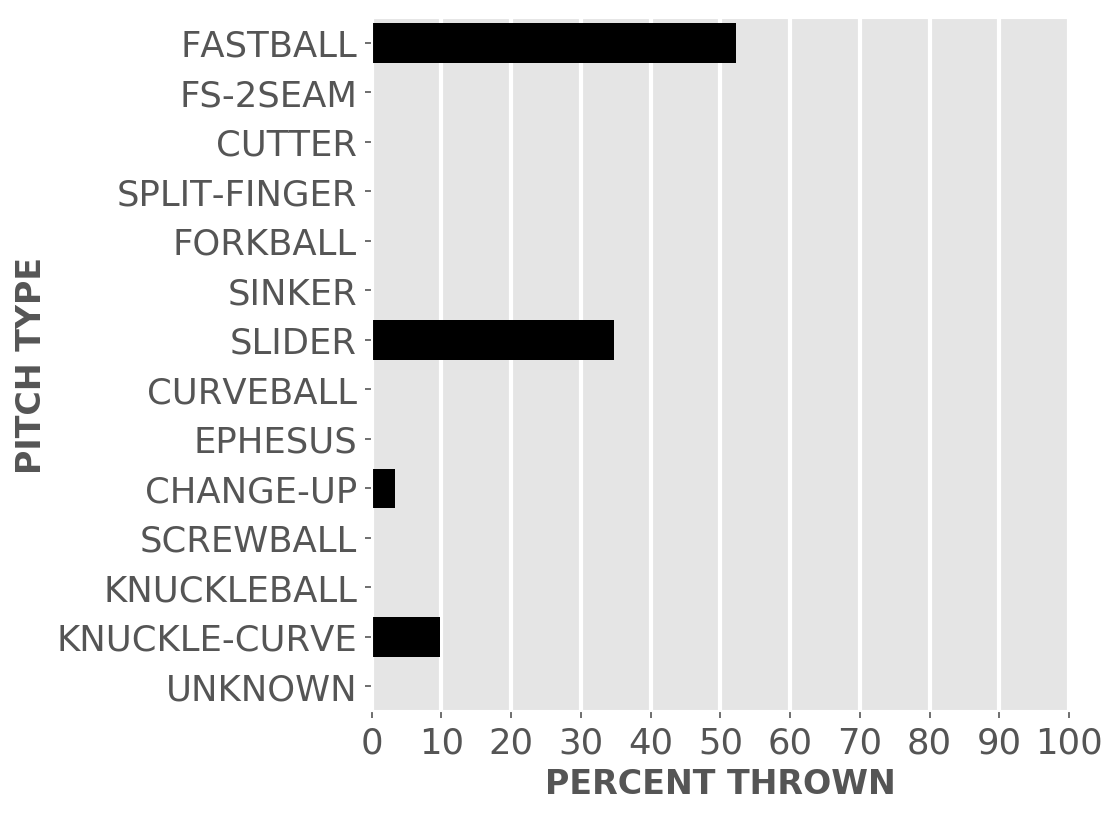 FASTBALL
FS-2SEAM
CUTTER
SPLIT-FINGER
FORKBALL
SINKER
SLIDER
CURVEBALL
EPHESUS
CHANGE-UP
SCREWBALL
KNUCKLEBALL
KNUCKLE-CURVE
UNKNOWN
PITCH TYPE
0 10 20 30 40 50 60 70 80 90 100
PERCENT THROWN